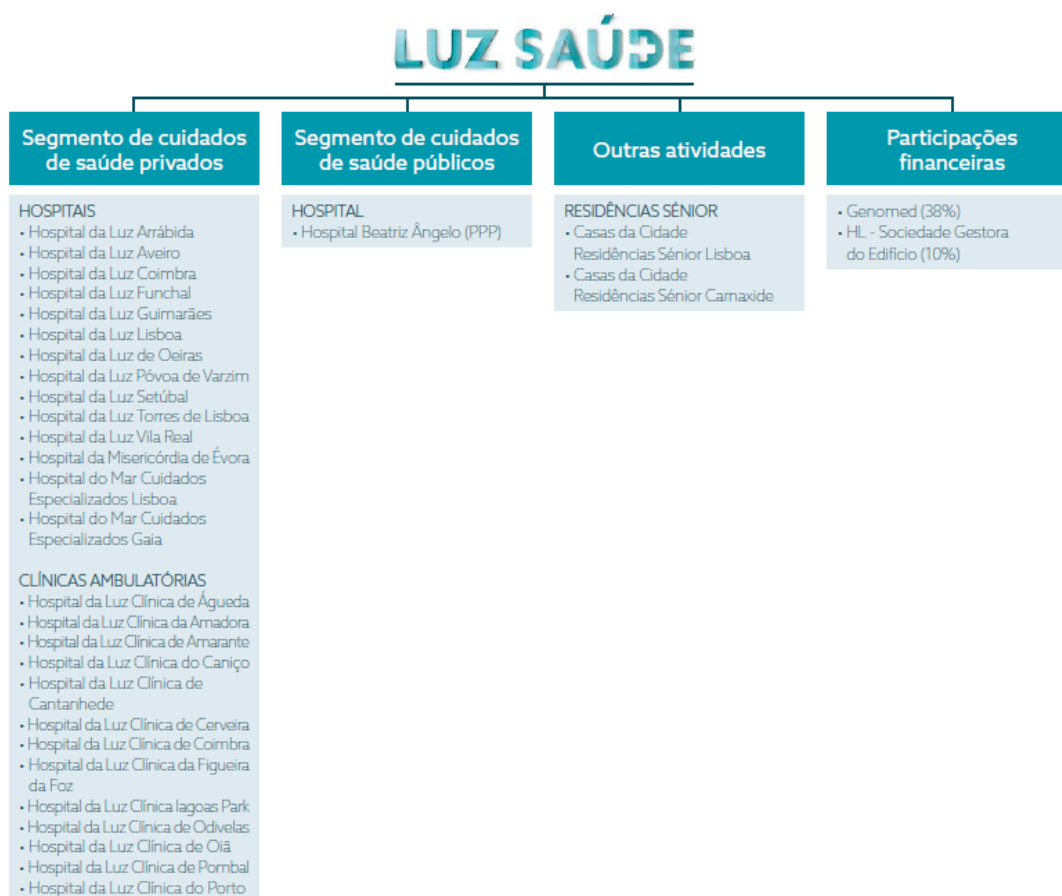 LUZ SAÚDE
Segmento de cuidados
de saúde privados
HOSPITAIS
• Hospital da Luz Arrábida
• Hospital da Luz Aveiro
• Hospital da Luz Coimbra
• Hospital da Luz Funchal
• Hospital da Luz Guimarães
• Hospital da Luz Lisboa
• Hospital da Luz de Oeiras
• Hospital da Luz Póvoa de Varzim
• Hospital da Luz Setúbal
• Hospital da Luz Torres de Lisboa
• Hospital da Luz Vila Real
• Hospital da Misericórdia de Évora
• Hospital do Mar Cuidados
Especializados Lisboa
• Hospital do Mar Cuidados
Especializados Gaia
CLÍNICAS AMBULATÓRIAS
• Hospital da Luz Clínica de Águeda
• Hospital da Luz Clínica da Amadora
• Hospital da Luz Clínica de Amarante
• Hospital da Luz Clínica do Caniço
• Hospital da Luz Clínica de
Cantanhede
• Hospital da Luz Clínica de Cerveira
• Hospital da Luz Clínica de Coimbra
• Hospital da Luz Clínica da Figueira
da Foz
• Hospital da Luz Clínica lagoas Park
• Hospital da Luz Clínica de Odivelas
• Hospital da Luz Clínica de Oiã
• Hospital da Luz Clínica de Pombal
• Hospital da Luz Clínica do Porto
Segmento de cuidados
de saúde públicos
HOSPITAL
• Hospital Beatriz Ângelo (PPP)
Outras atividades
RESIDÊNCIAS SÉNIOR
• Casas da Cidade
Residências Sénior Lisboa
• Casas da Cidade
Residências Sénior Carnaxide
Participações
financeiras
• Genomed (38%)
• HL - Sociedade Gestora
do Edifício (10%)